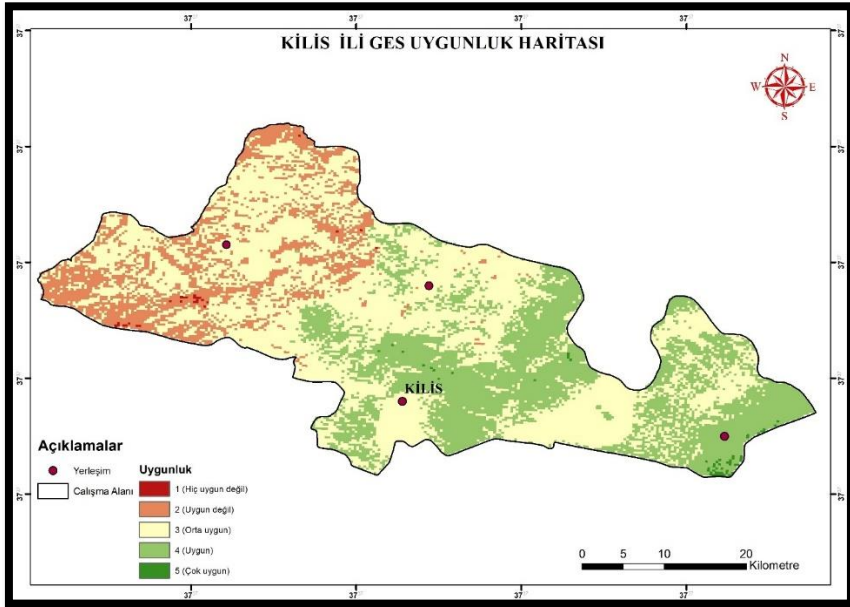 KİLİS İLİ GES UYGUNLUK HARİTASI
N
W E
S
37° 37° 37° 37°
37°
37°
37°
37°
37°
KİLİS
Açıklamalar
Yerleşim
Calışma Alanı
Uygunluk
1 (Hiç uygun değil)
2 (Uygun değil)
3 (Orta uygun)
4 (Uygun)
5 (Çok uygun)
0 5 10 20
Kilometre
37° 37° 37° 37°